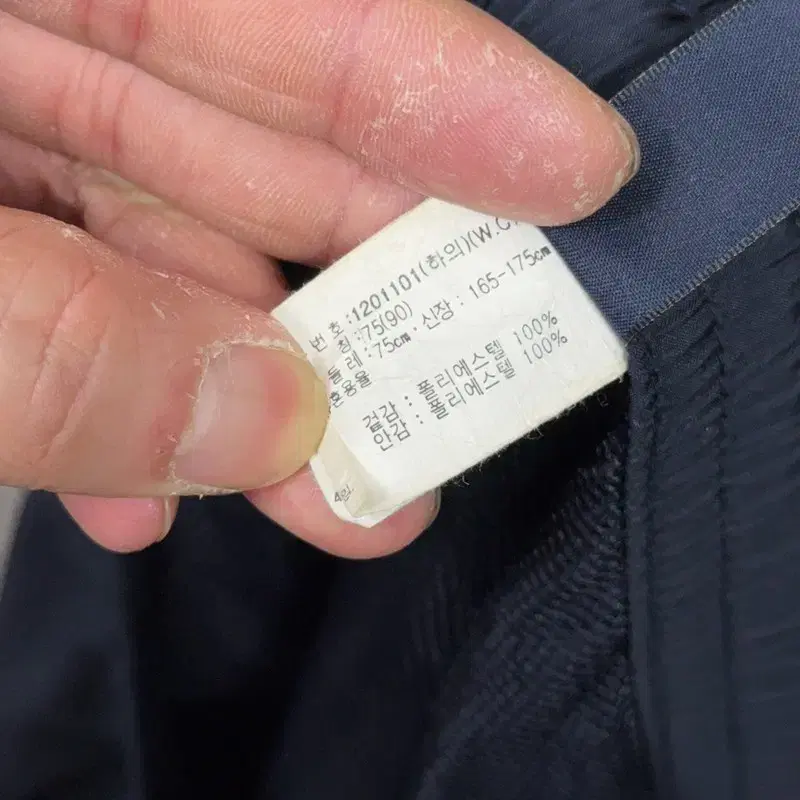 번 호 : 1201101(하의)(W.C
칭 : 75(90)
둘 레 : 75cm · 신장 : 165-175cm
혼용율
겉감 : 폴리에스텔 100%
안감 : 폴리에스텔 100%